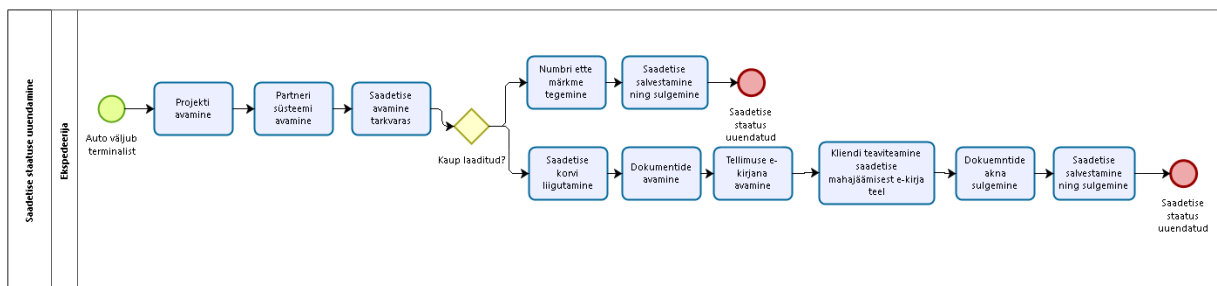 Saadetise staatuse uuendamine
Ekspedeerija
Auto väljub
terminalist
Projekti
avamine
Partneri
süsteemi
avamine
Saadetise
avamine
tarkvaras
Kaup laaditud?
Numbri ette
märkme
tegemine
Saadetise
salvestamine
ning sulgemine
Saadetise
staatus
uuendatud
Saadetise
korvi
liigutamine
Dokumentide
avamine
Tellimuse e-
kirjana
avamine
Kliendi teaviteamine
saadetise
mahajäämisest e-kirja
teel
Dokuemntide
akna
sulgemine
Saadetise
salvestamine
ning sulgemine
Saadetise
staatus
uuendatud